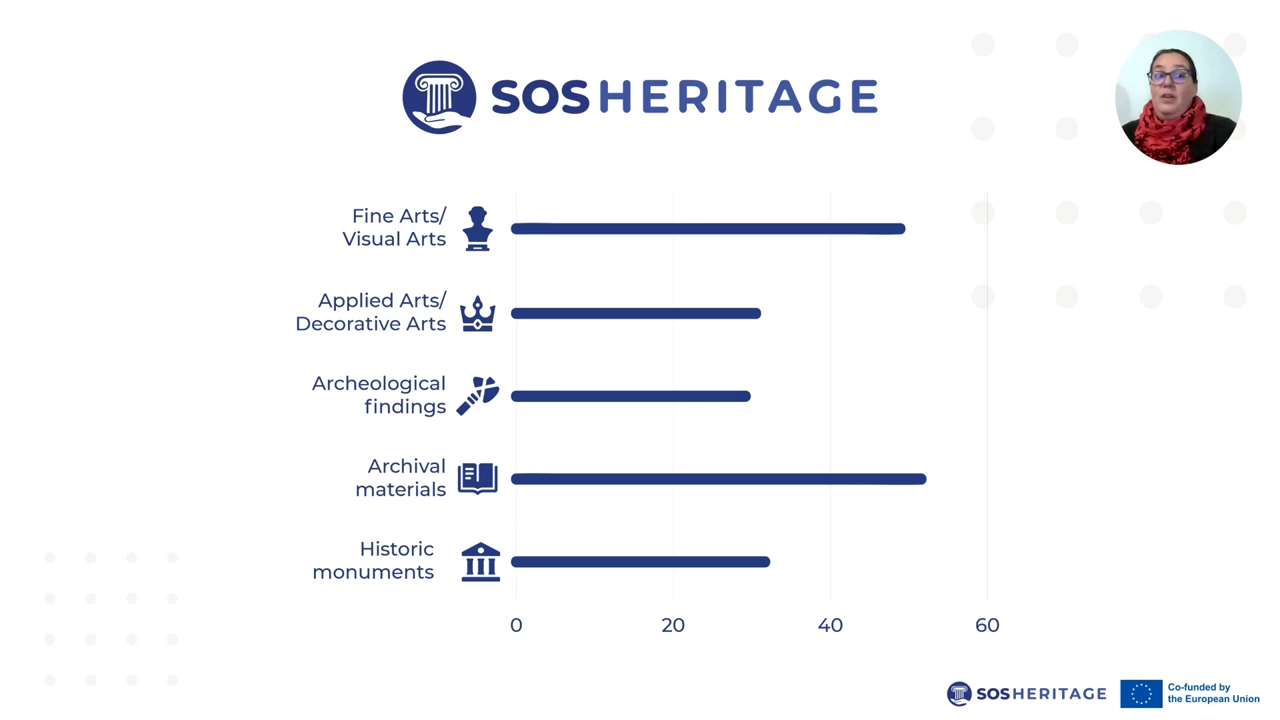 SOSHERITAGE
Fine Arts/
Visual Arts
Applied Arts/
Decorative Arts
Archeological
findings
Archival
materials
Historic
monuments
0 20 40 60
SOSHERITAGE
Co-funded by
the European Union